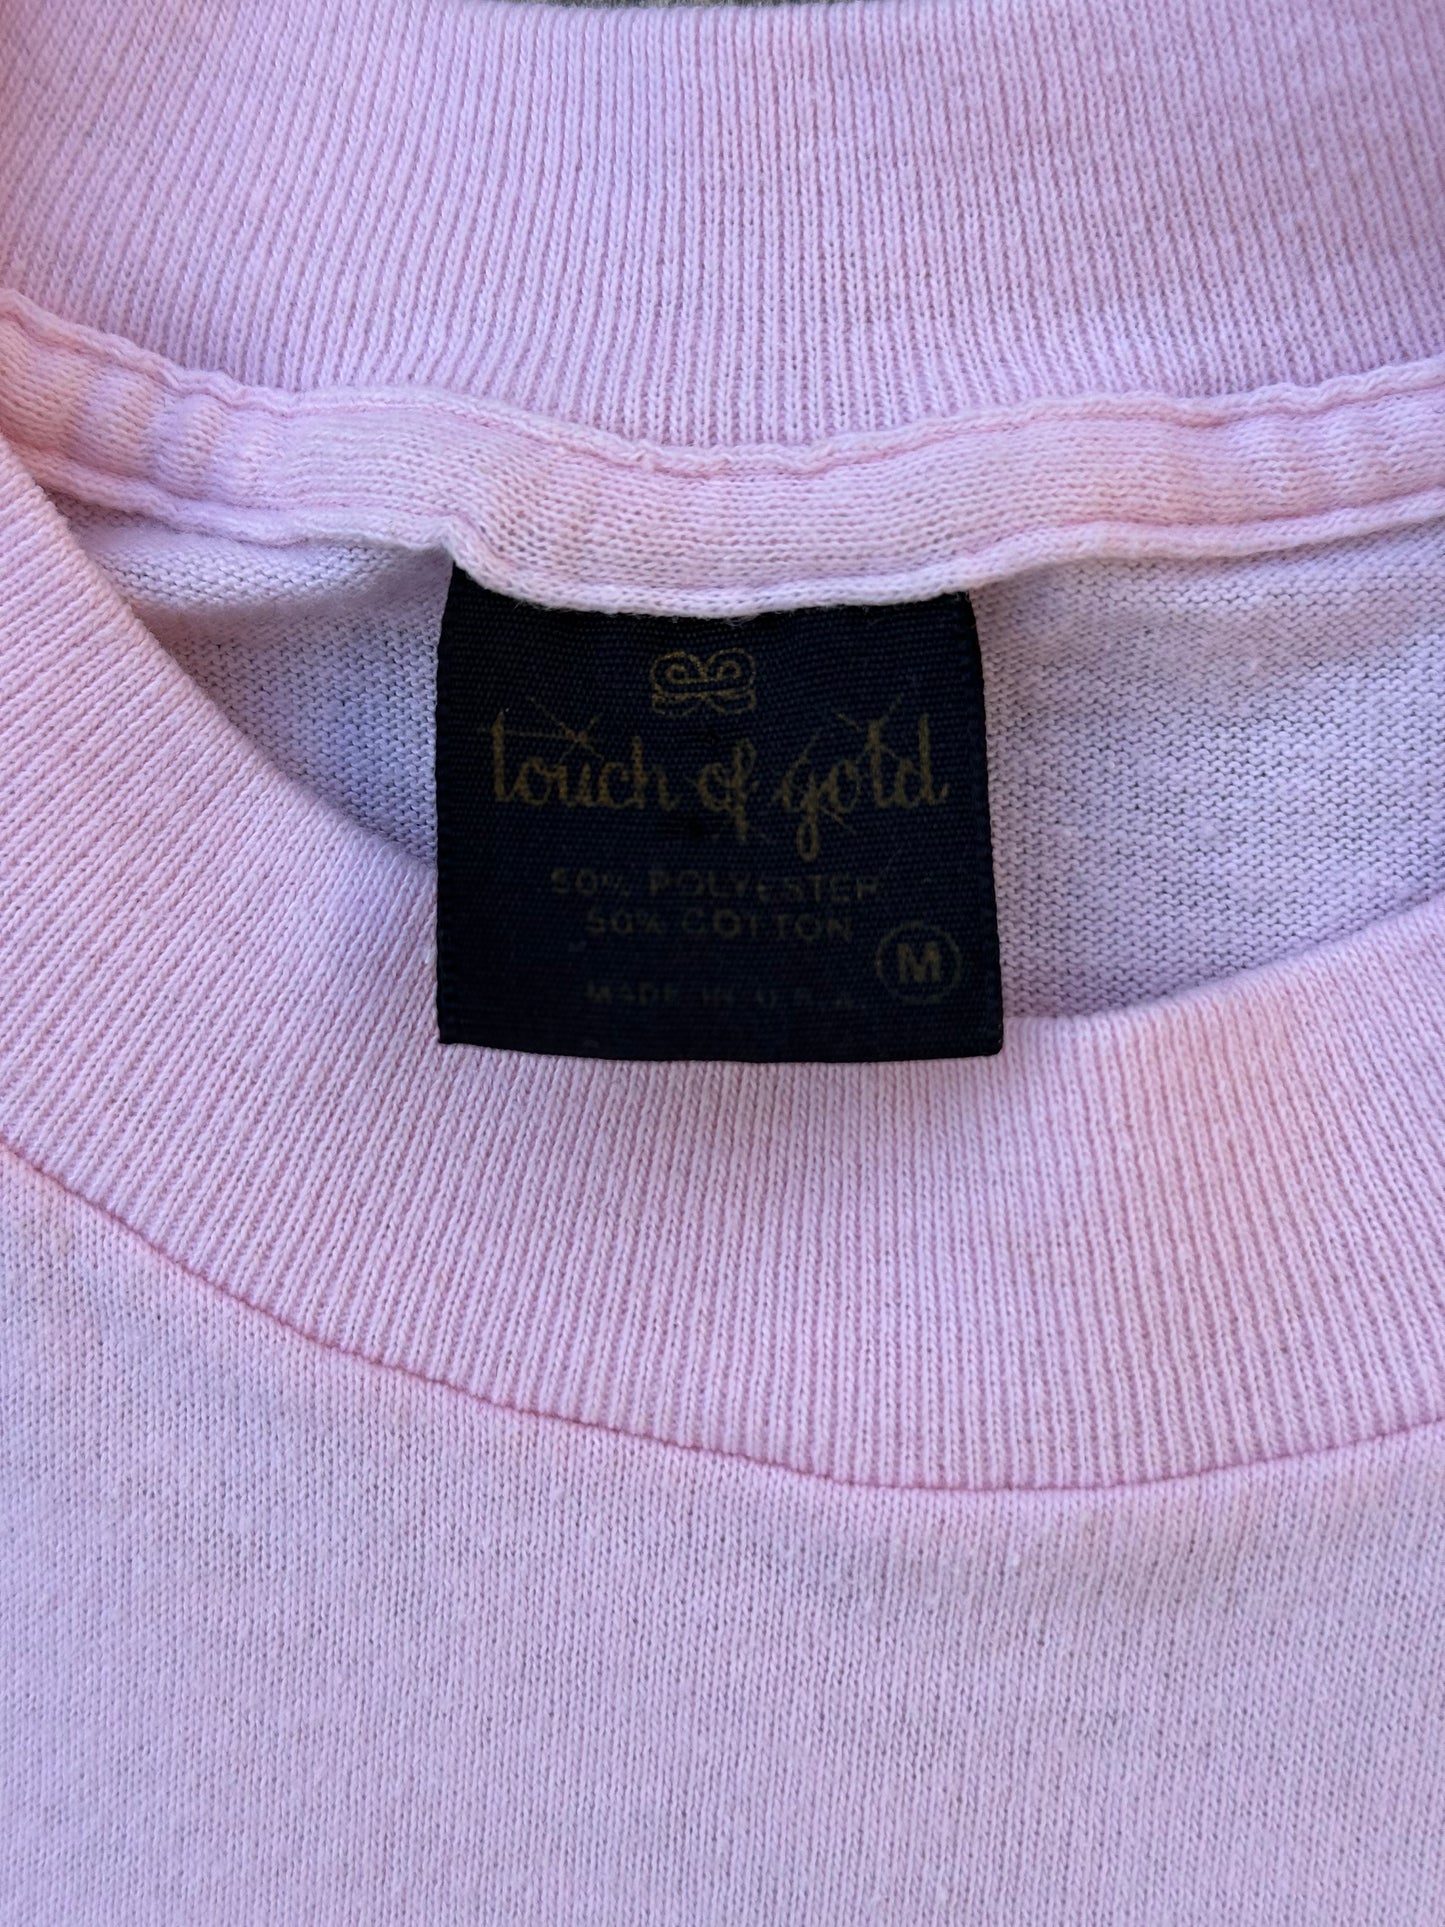 touch of gold
50% POLYESTER
50% COTTON
M
MADE IN U.S.A.